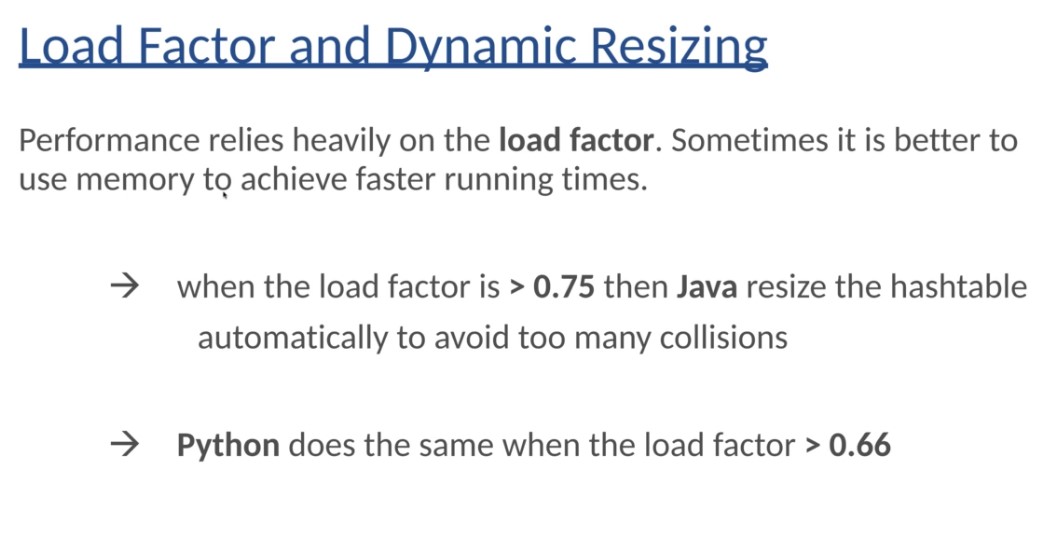 Load Factor and Dynamic Resizing
Performance relies heavily on the load factor. Sometimes it is better to
use memory to achieve faster running times.
→ when the load factor is > 0.75 then Java resize the hashtable
automatically to avoid too many collisions
→ Python does the same when the load factor > 0.66